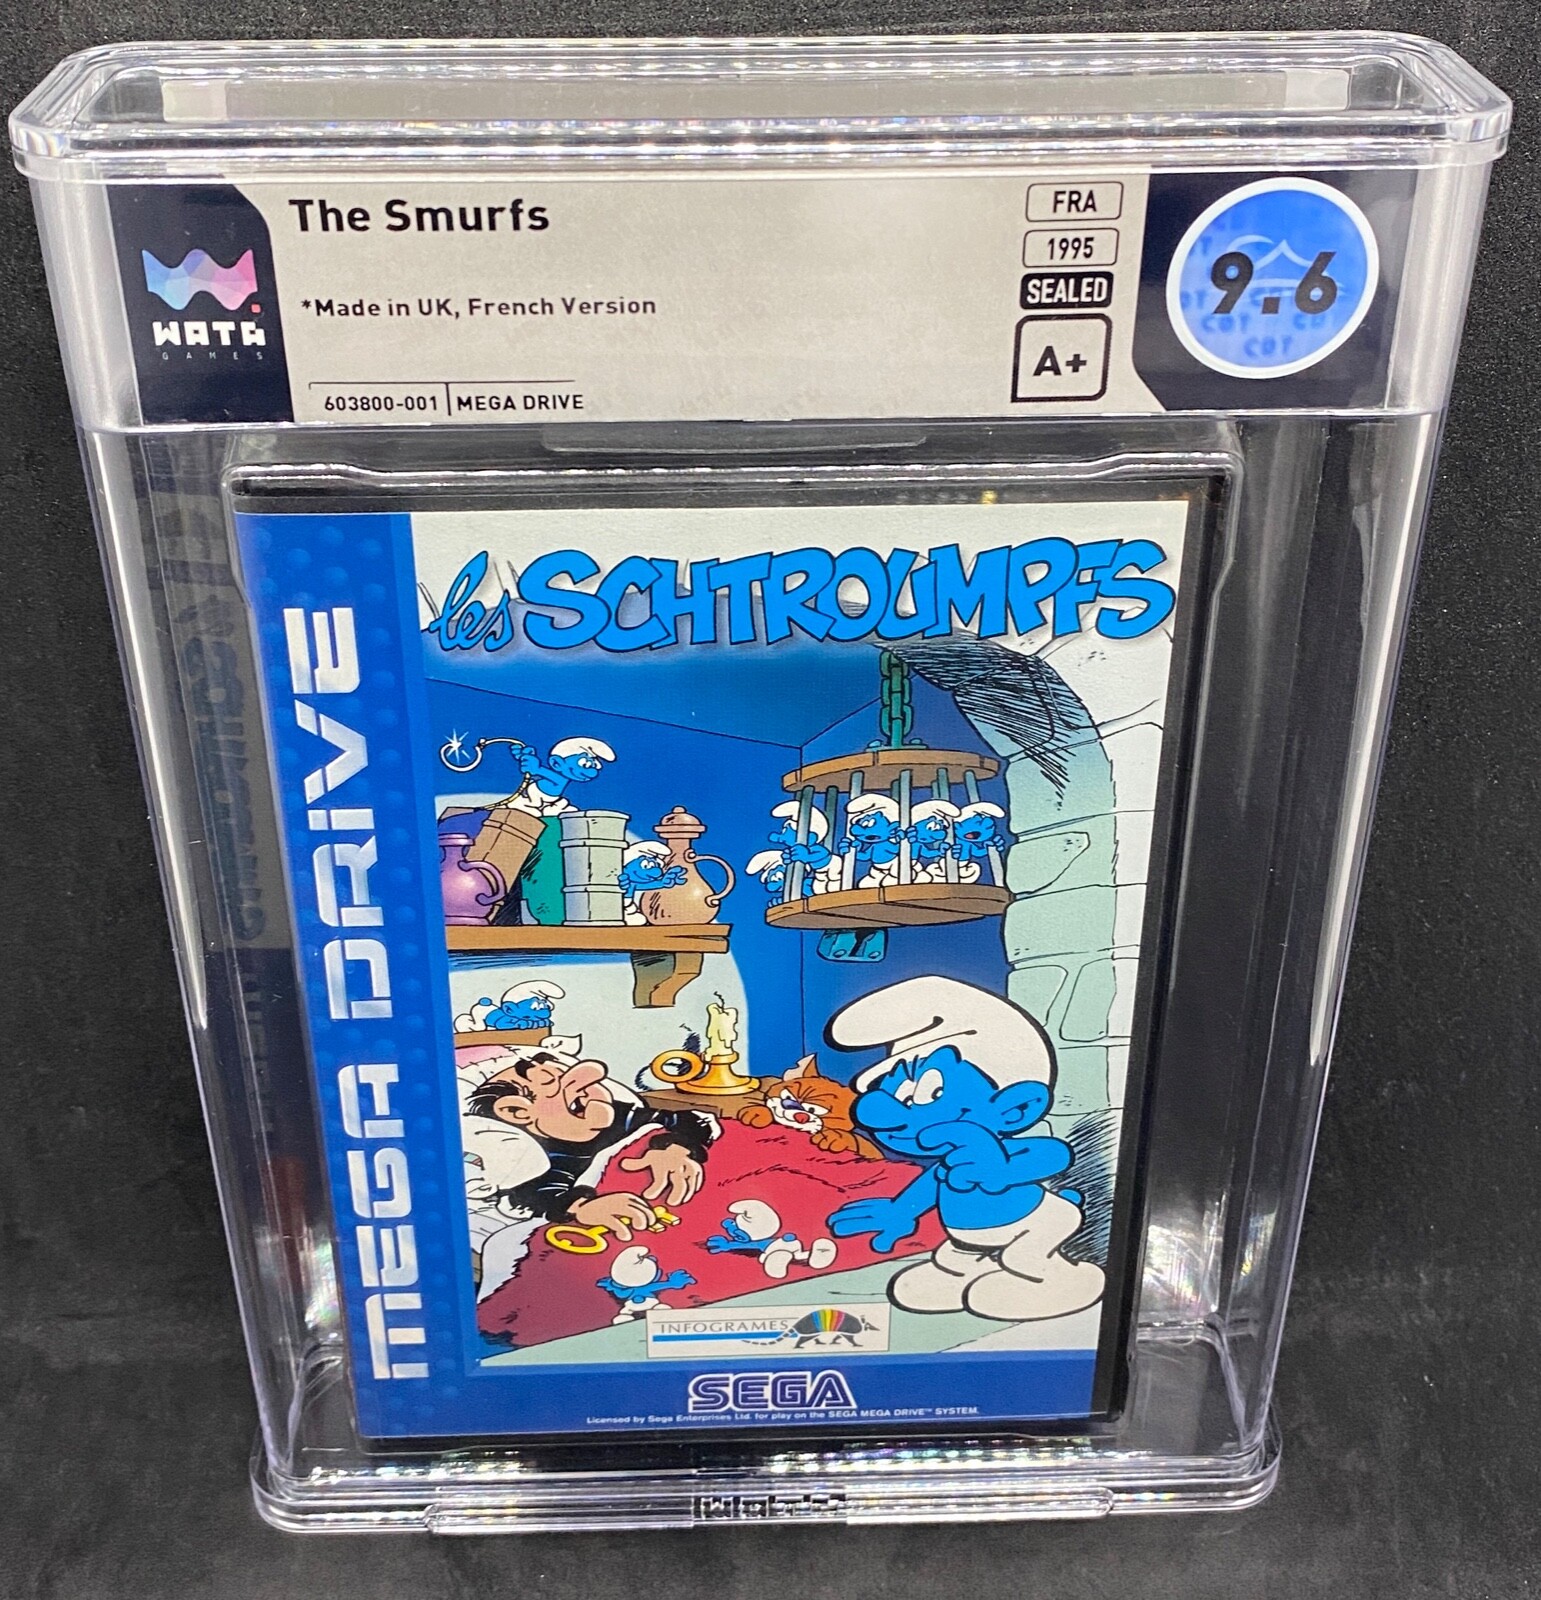 The Smurfs
*Made in UK, French Version
603800-001 MEGA DRIVE
WATA
GAMES
FRA
1995
SEALED
A+
9.6
MEGA DRIVE
les SCHTROUMPFS
INFOGRAMES
SEGA
Licensed by Sega Enterprises Ltd. for play on the SEGA MEGA DRIVE™ SYSTEM.